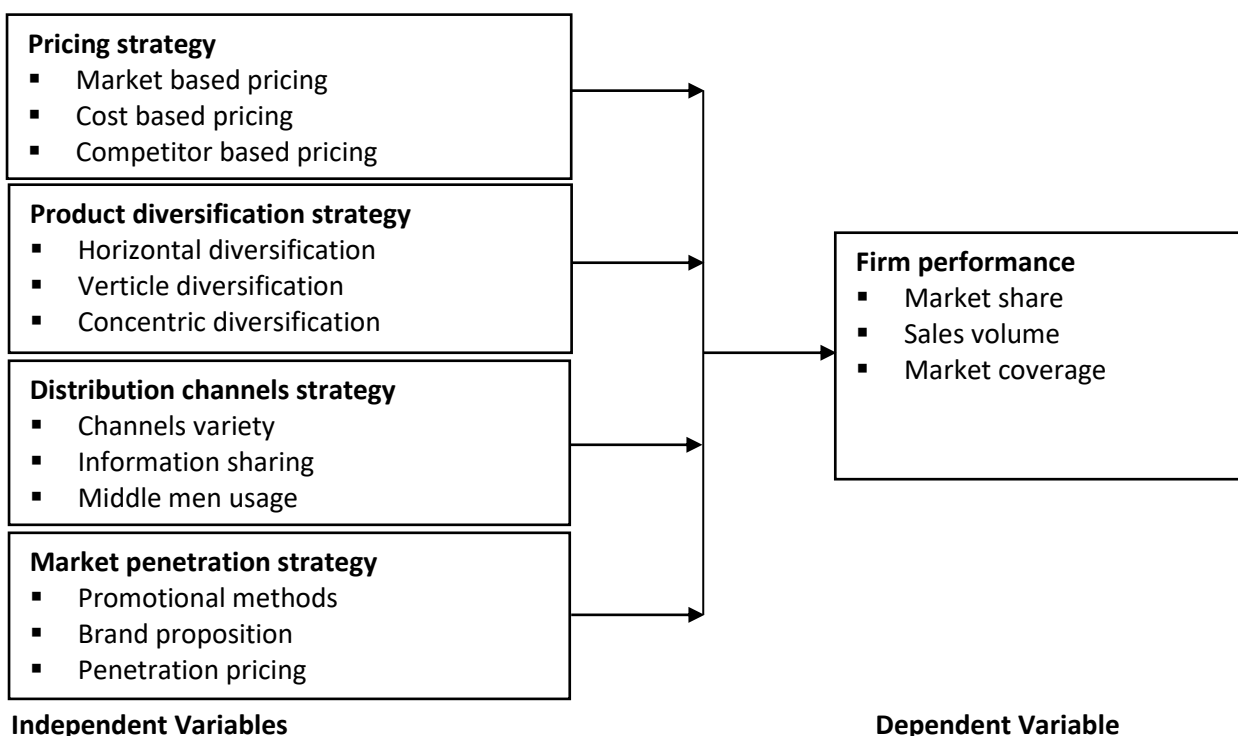 Pricing strategy
▪ Market based pricing
▪ Cost based pricing
▪ Competitor based pricing
Product diversification strategy
▪ Horizontal diversification
▪ Verticle diversification
▪ Concentric diversification
Distribution channels strategy
▪ Channels variety
▪ Information sharing
▪ Middle men usage
Market penetration strategy
▪ Promotional methods
▪ Brand proposition
▪ Penetration pricing
Independent Variables
Firm performance
▪ Market share
▪ Sales volume
▪ Market coverage
Dependent Variable